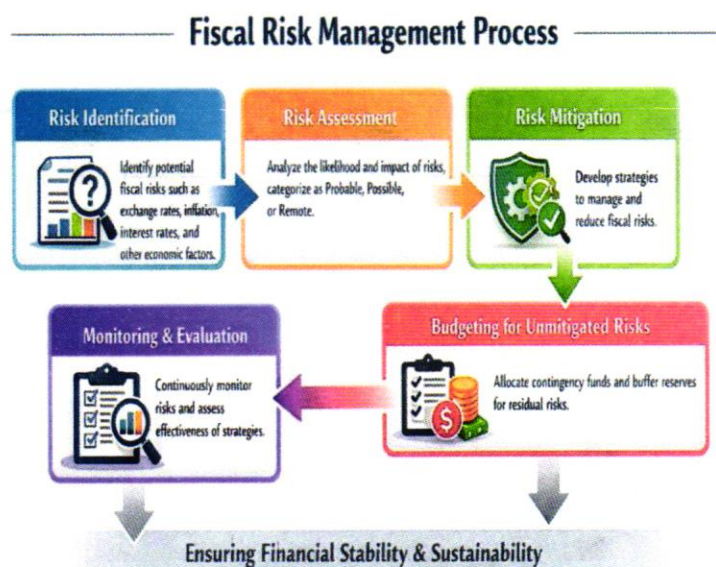 Fiscal Risk Management Process
Risk Identification
Identify potential
fiscal risks such as
exchange rates, inflation,
interest rates, and
other economic factors.
Risk Assessment
Analyze the likelihood and impact of risks,
categorize as Probable, Possible,
or Remote.
Risk Mitigation
Develop strategies
to manage and
reduce fiscal risks.
Budgeting for Unmitigated Risks
Allocate contingency funds and buffer reserves
for residual risks.
Monitoring & Evaluation
Continuously monitor
risks and assess
effectiveness of strategies.
Ensuring Financial Stability & Sustainability